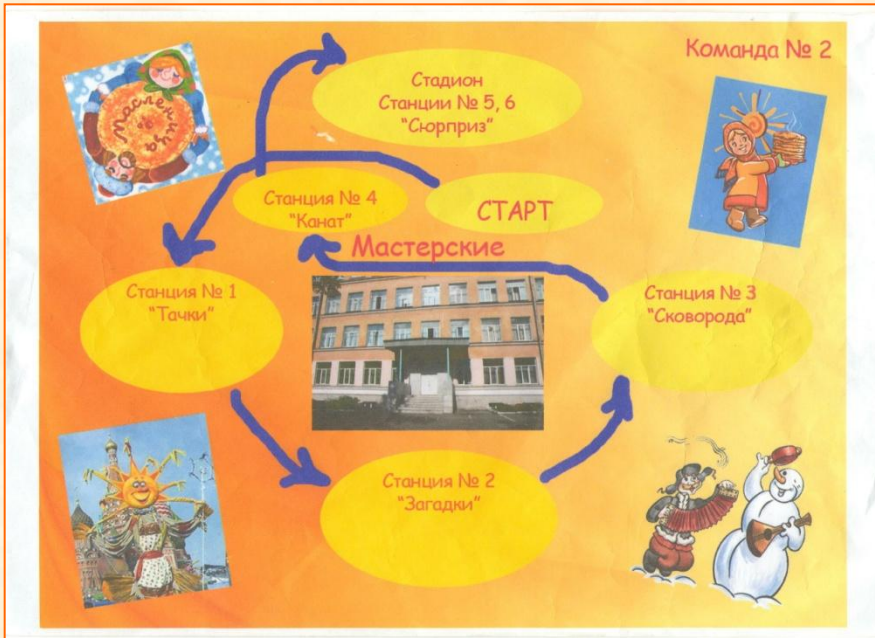 Команда № 2
Масленица
Стадион
Станции № 5, 6
"Сюрприз"
Станция № 4
"Канат"
СТАРТ
Мастерские
Станция № 1
"Тачки"
Станция № 3
"Сковорода"
Станция № 2
"Загадки"